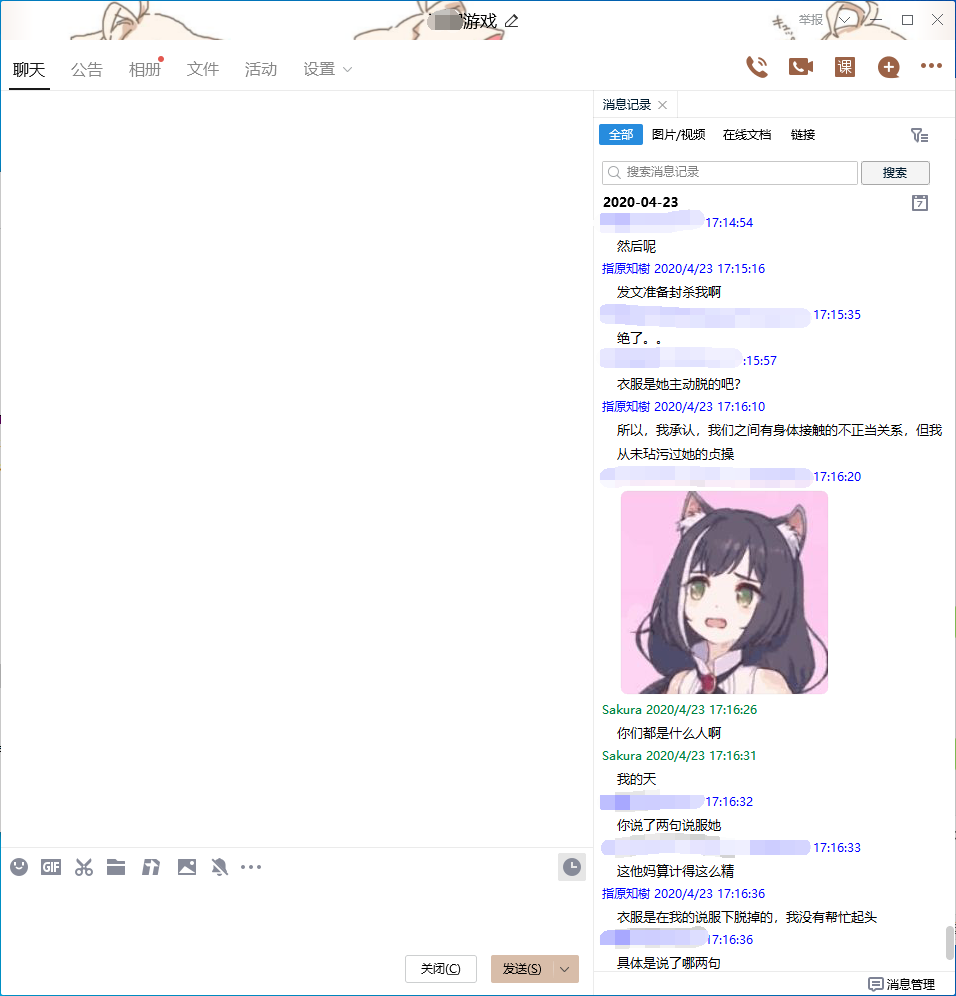 游戏
举报
聊天 公告 相册 文件 活动 设置
课
消息记录
全部 图片/视频 在线文档 链接
搜索消息记录 搜索
2020-04-23
7
17:14:54
然后呢
指原知樹 2020/4/23 17:15:16
发文准备封杀我啊
17:15:35
绝了。。
:15:57
衣服是她主动脱的吧?
指原知樹 2020/4/23 17:16:10
所以，我承认，我们之间有身体接触的不正当关系，但我
从未玷污过她的贞操
17:16:20
Sakura 2020/4/23 17:16:26
你们都是什么人啊
Sakura 2020/4/23 17:16:31
我的天
17:16:32
你说了两句说服她
17:16:33
这他妈算计得这么精
指原知樹 2020/4/23 17:16:36
衣服是在我的说服下脱掉的，我没有帮忙起头
17:16:36
具体是说了哪两句
GIF
关闭(C) 发送(S)
消息管理